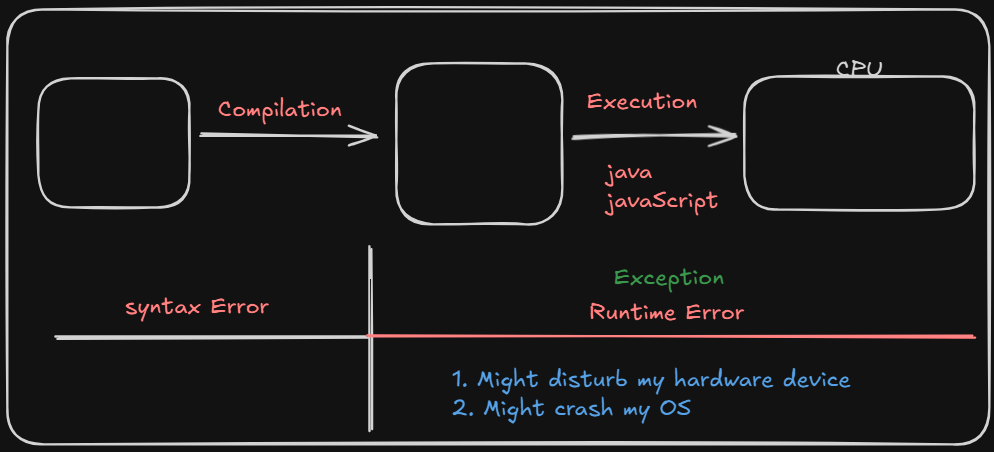 CPU
Compilation
Execution
java
javaScript
Exception
syntax Error
Runtime Error
1. Might disturb my hardware device
2. Might crash my OS